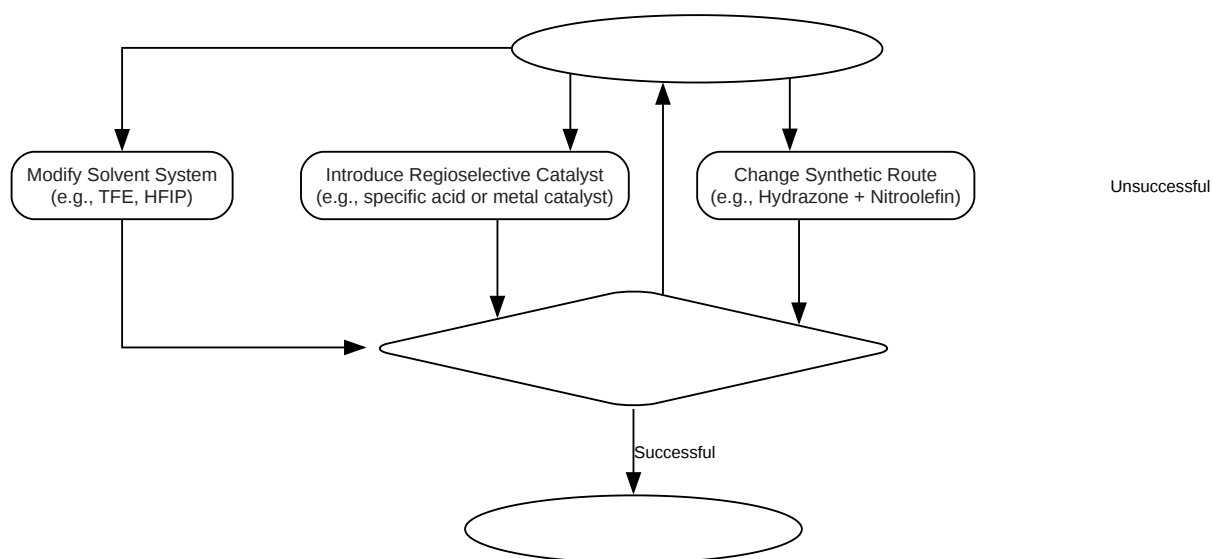 Modify Solvent System
(e.g., TFE, HFIP)
Introduce Regioselective Catalyst
(e.g., specific acid or metal catalyst)
Change Synthetic Route
(e.g., Hydrazone + Nitroolefin)
Unsuccessful
Successful